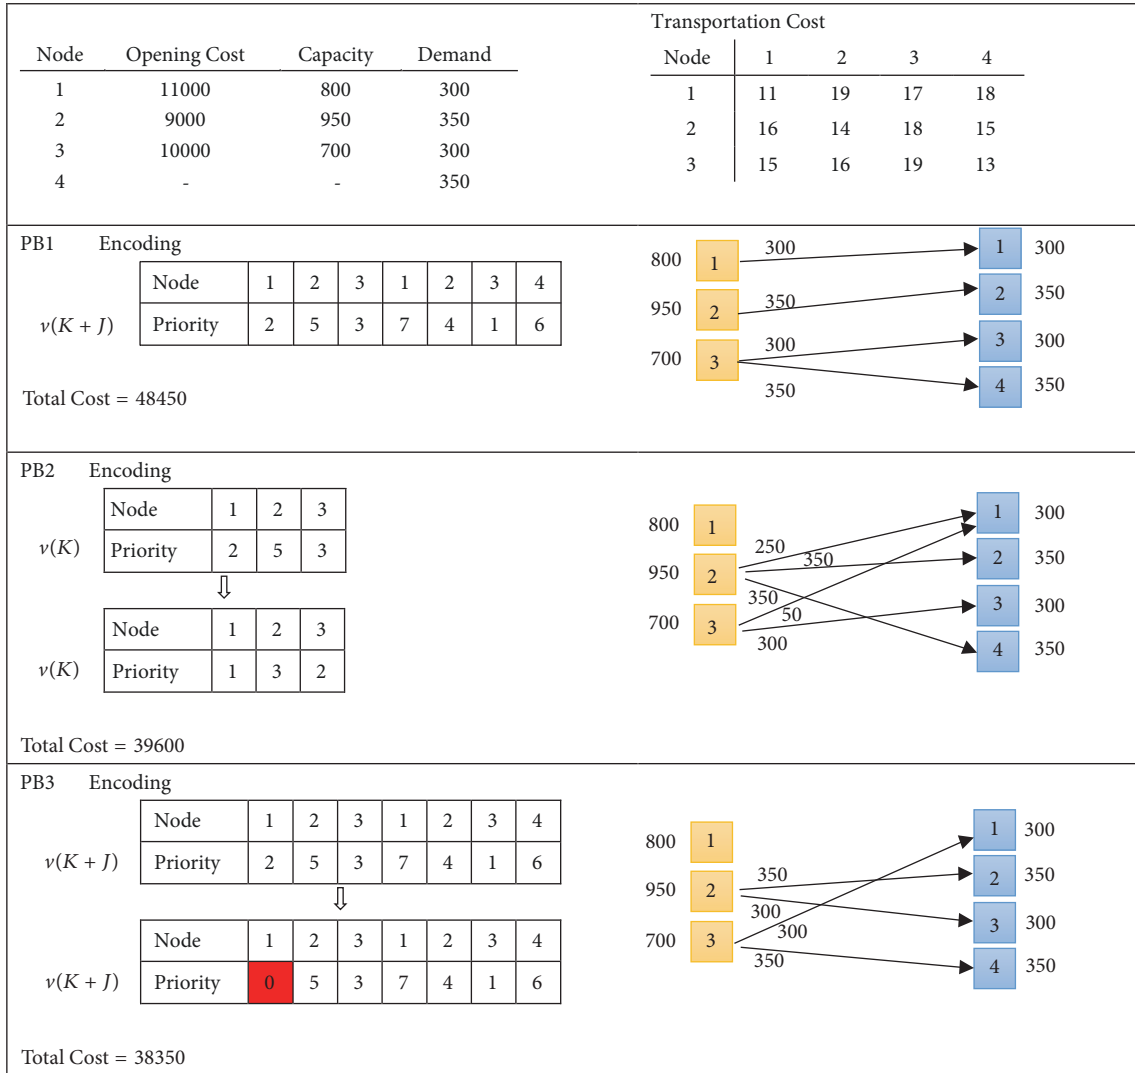 Transportation Cost
Node Opening Cost Capacity Demand
Node 1 2 3 4
1 11000 800 300
1 11 19 17 18
2 9000 950 350
2 16 14 18 15
3 10000 700 300
3 15 16 19 13
4 - - 350
PB1 Encoding
Node 1 2 3 1 2 3 4
v(K + J) Priority 2 5 3 7 4 1 6
Total Cost = 48450
800 1 300 1 300
950 2 350 2 350
700 3 300 3 300
350 4 350
PB2 Encoding
Node 1 2 3
v(K) Priority 2 5 3
⇩
Node 1 2 3
v(K) Priority 1 3 2
Total Cost = 39600
800 1 1 300
250
950 2 350 2 350
350
50
700 3 3 300
300
4 350
PB3 Encoding
Node 1 2 3 1 2 3 4
v(K + J) Priority 2 5 3 7 4 1 6
⇩
Node 1 2 3 1 2 3 4
v(K + J) Priority 0 5 3 7 4 1 6
Total Cost = 38350
800 1 1 300
950 2 350 2 350
300
700 3 300 3 300
350 4 350